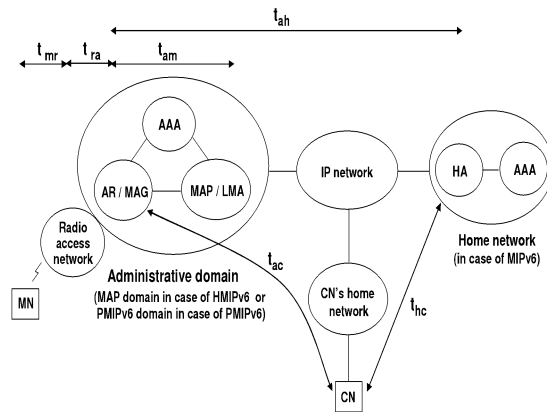 t_ah
t_mr
t_ra
t_am
AAA
AR / MAG
MAP / LMA
IP network
HA
AAA
Radio
access
network
Home network
(in case of MIPv6)
Administrative domain
(MAP domain in case of HMIPv6 or
PMIPv6 domain in case of PMIPv6)
t_ac
MN
CN's home
network
t_hc
CN